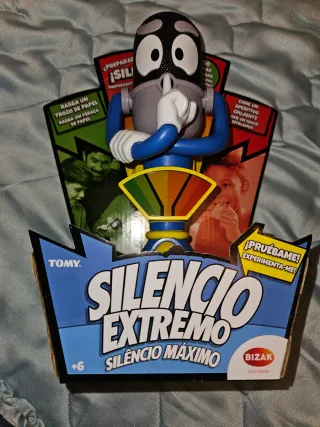 ¡PREPARA
¡SIL
RASGA UN
TROZO DE PAPEL
RASGA UM PEDAÇO
DE PAPEL
COME UN
APERITIVO
CRUJIENTE
¡PRUÉBAME!
EXPERIMENTA-ME!
TOMY
SILENCIO
EXTREMO
SILÊNCIO MÁXIMO
+6
BIZAK